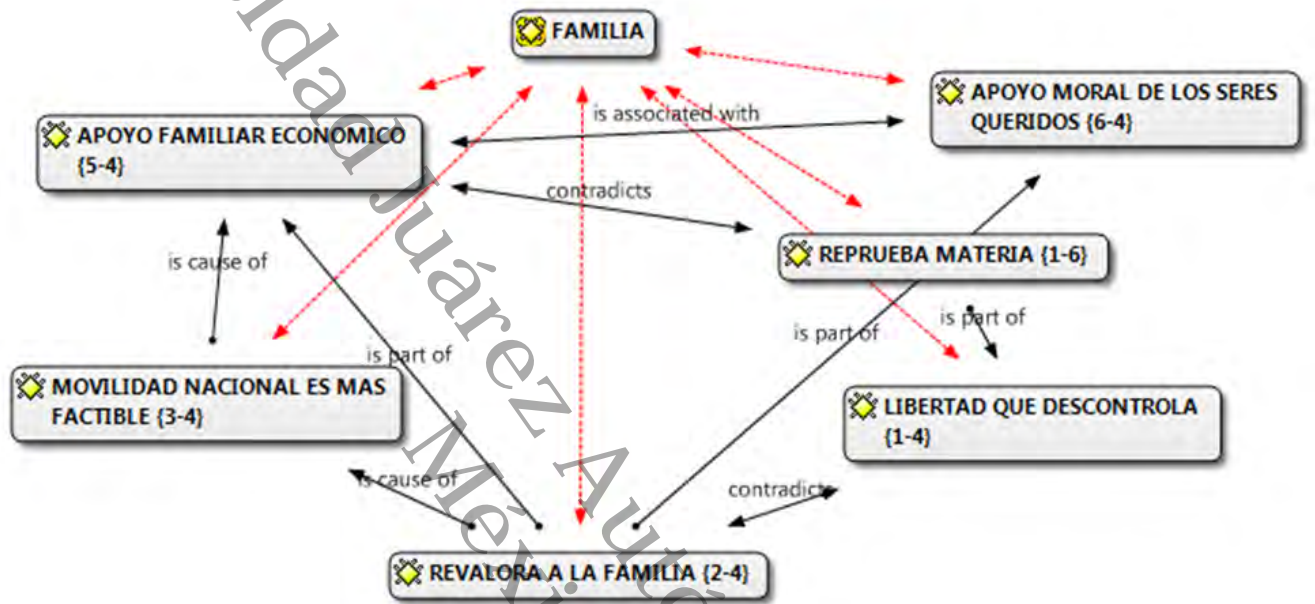 FAMILIA
APOYO MORAL DE LOS SERES
QUERIDOS {6-4}
is associated with
APOYO FAMILIAR ECONOMICO
{5-4}
contradicts
REPRUEBA MATERIA {1-6}
is cause of
is part of
is part of
is part of
MOVILIDAD NACIONAL ES MAS
FACTIBLE {3-4}
LIBERTAD QUE DESCONTROLA
{1-4}
is cause of
contradicts
REVALORA A LA FAMILIA {2-4}
Juárez